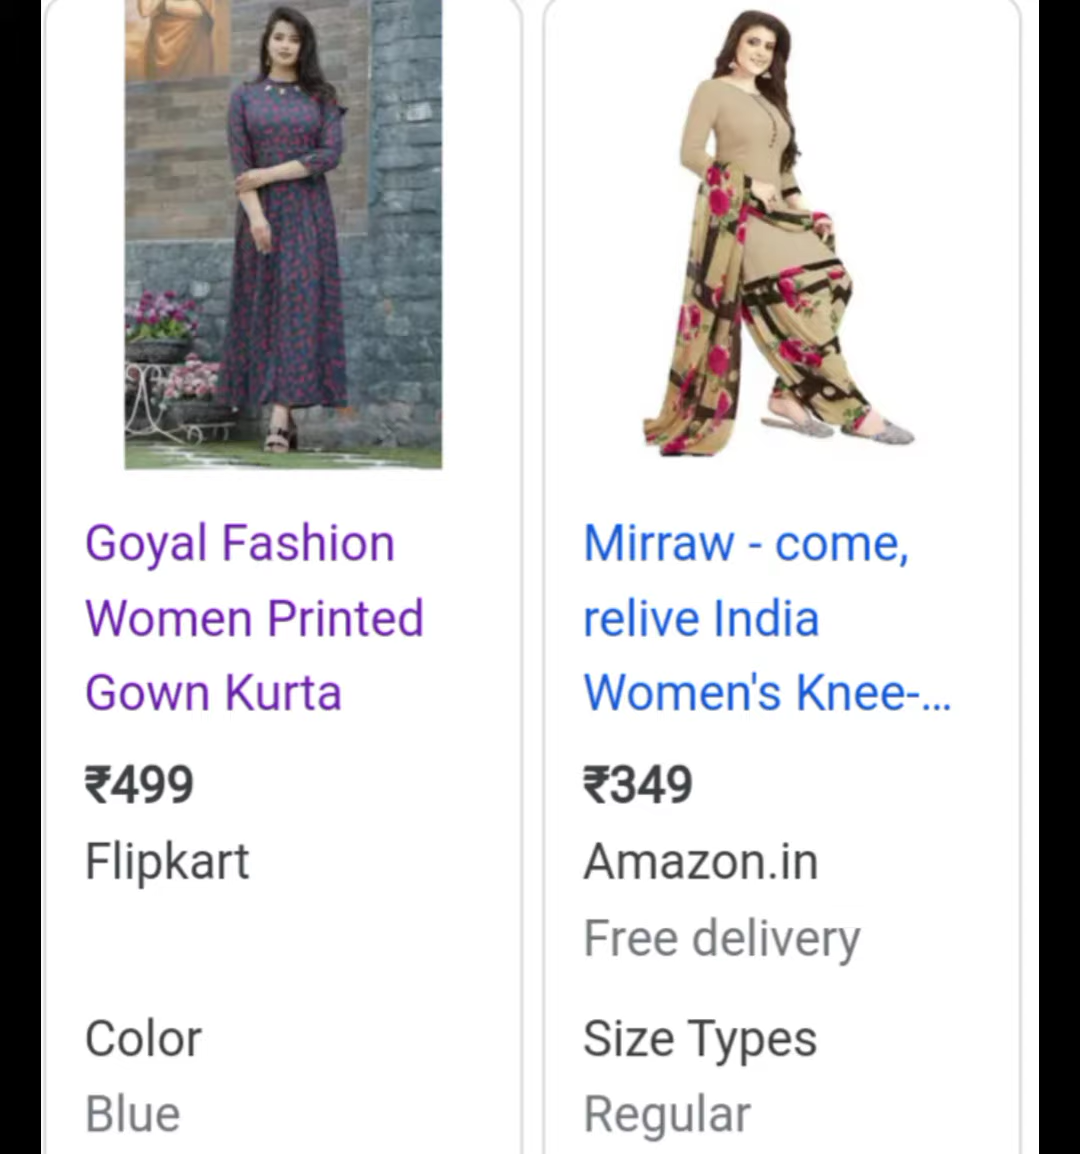 Goyal Fashion
Women Printed
Gown Kurta
₹499
Flipkart
Color
Blue
Mirraw - come,
relive India
Women's Knee-...
₹349
Amazon.in
Free delivery
Size Types
Regular